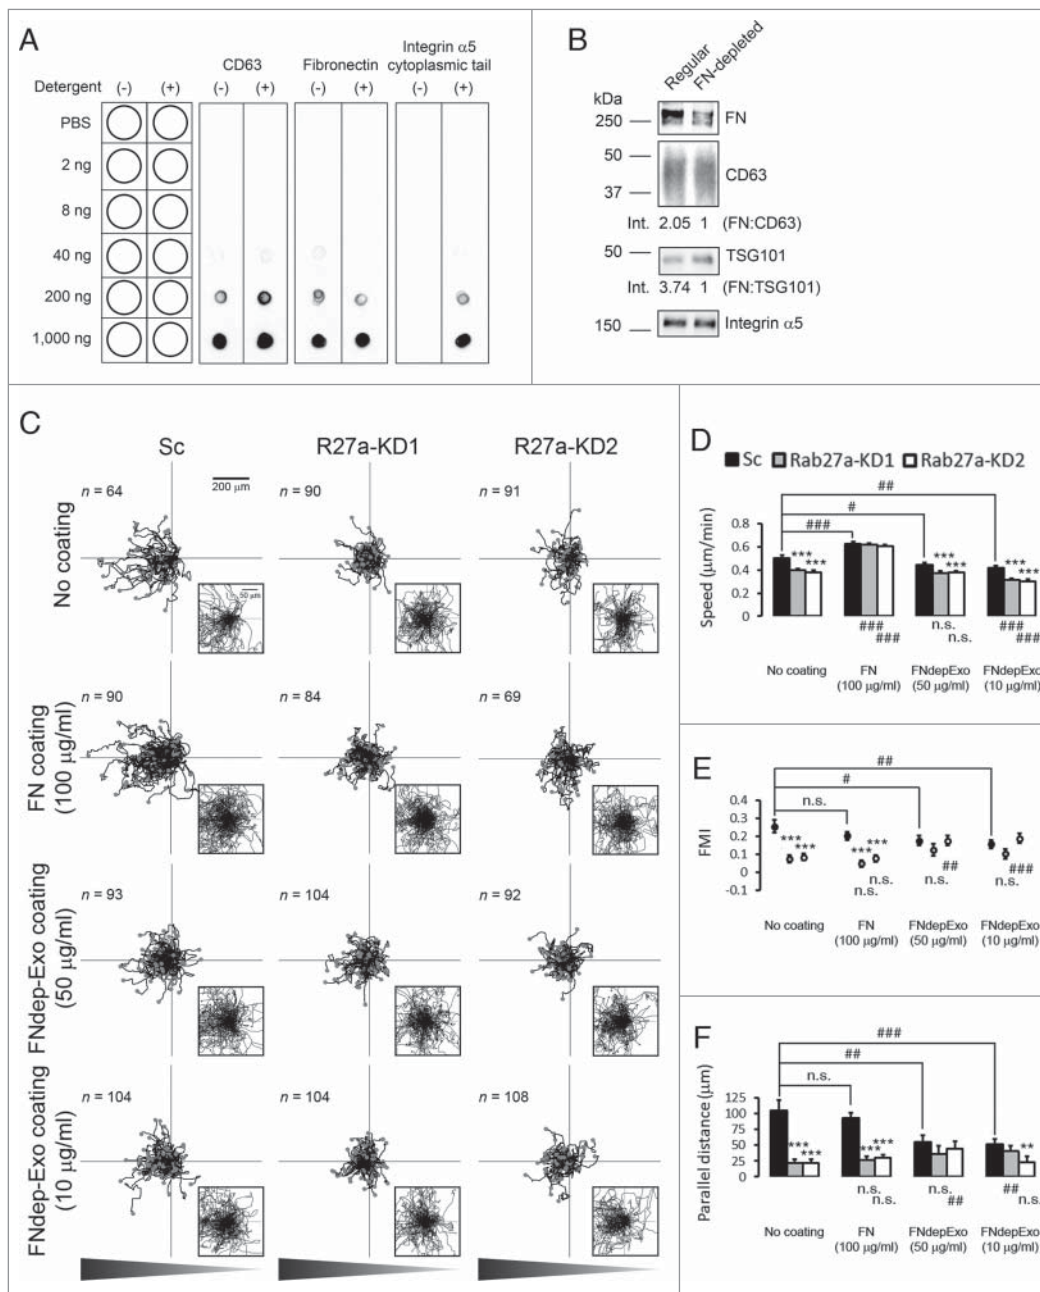 A
CD63
Fibronectin
Integrin α5
cytoplasmic tail
Detergent (-) (+) (-) (+) (-) (+) (-) (+)
PBS
2 ng
8 ng
40 ng
200 ng
1,000 ng
B
Regular
FN-depleted
kDa
250
FN
50
37
CD63
Int. 2.05 1 (FN:CD63)
50
TSG101
Int. 3.74 1 (FN:TSG101)
150
Integrin α5
C
Sc R27a-KD1 R27a-KD2
200 μm
No coating
n = 64 n = 90 n = 91
50 μm
FN coating
(100 μg/ml)
n = 90 n = 84 n = 69
FNdep-Exo coating
(50 μg/ml)
n = 93 n = 104 n = 92
FNdep-Exo coating
(10 μg/ml)
n = 104 n = 104 n = 108
D
Sc Rab27a-KD1 Rab27a-KD2
##
#
###
Speed (μm/min)
0.8
0.6
0.4
0.2
0
*** *** *** *** *** ***
### ### n.s. n.s. ### ###
No coating FN FNdepExo FNdepExo
(100 μg/ml) (50 μg/ml) (10 μg/ml)
E
##
#
n.s.
FMI
0.4
0.3
0.2
0.1
0
-0.1
*** *** *** ***
n.s. n.s. n.s. ## n.s. ###
No coating FN FNdepExo FNdepExo
(100 μg/ml) (50 μg/ml) (10 μg/ml)
F
###
##
n.s.
Parallel distance (μm)
125
100
75
50
25
0
*** *** *** *** **
n.s. n.s. n.s. ## ## n.s.
No coating FN FNdepExo FNdepExo
(100 μg/ml) (50 μg/ml) (10 μg/ml)